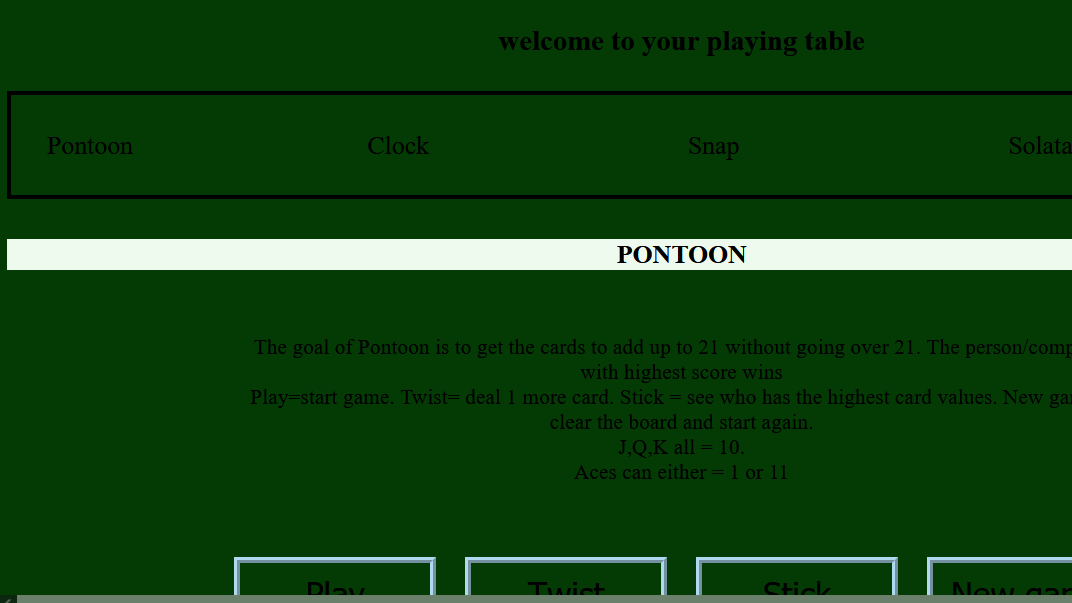 welcome to your playing table
Pontoon Clock Snap Solata
PONTOON
The goal of Pontoon is to get the cards to add up to 21 without going over 21. The person/comp
with highest score wins
Play=start game. Twist= deal 1 more card. Stick = see who has the highest card values. New gam
clear the board and start again.
J,Q,K all = 10.
Aces can either = 1 or 11
Play Twist Stick New gam